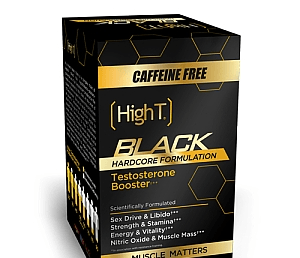 CAFFEINE FREE
[High T.]
BLACK
HARDCORE FORMULATION
Testosterone
Booster
Scientifically Formulated
Sex Drive & Libido†**
Strength & Stamina†**
Energy & Vitality†**
Nitric Oxide & Muscle Mass†**
MUSCLE MATTERS